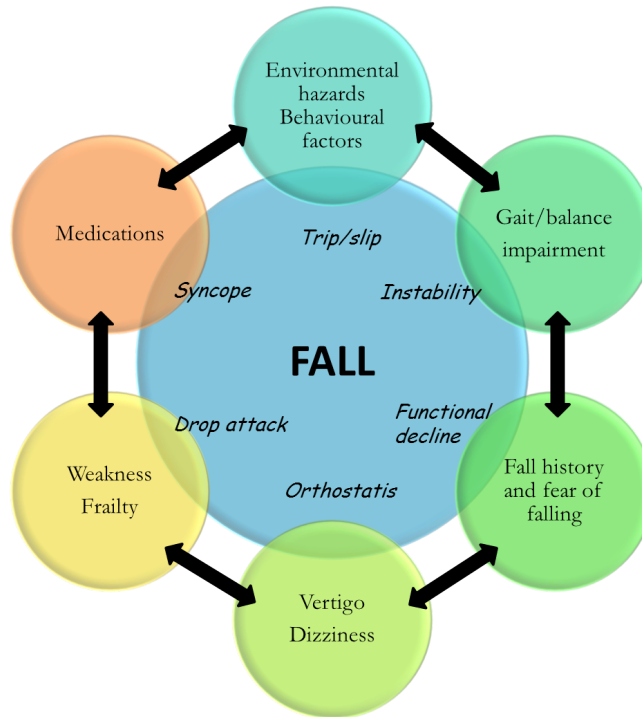 Environmental
hazards
Behavioural
factors
Medications
Gait/balance
impairment
Trip/slip
Syncope
Instability
FALL
Drop attack
Functional
decline
Orthostatis
Weakness
Frailty
Fall history
and fear of
falling
Vertigo
Dizziness